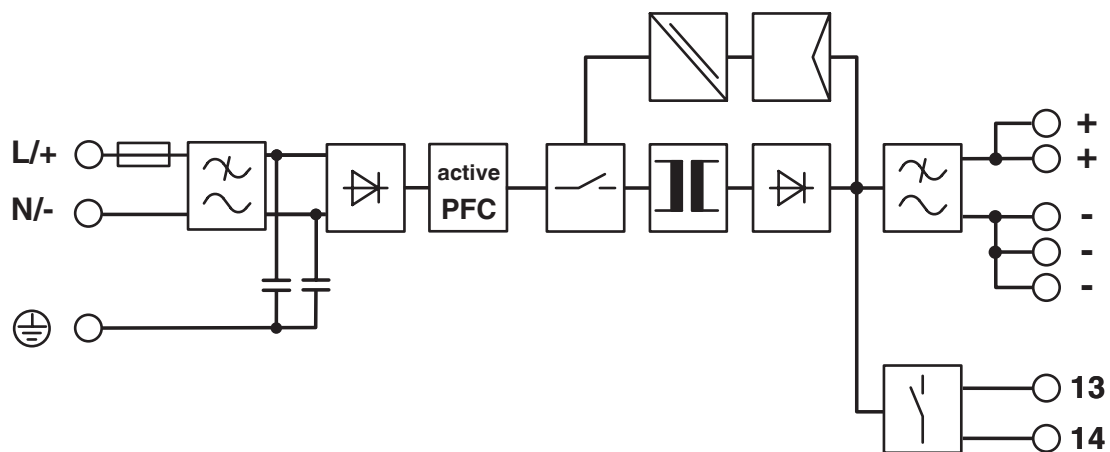 L/+
N/-
active
PFC
+
+
-
-
-
13
14